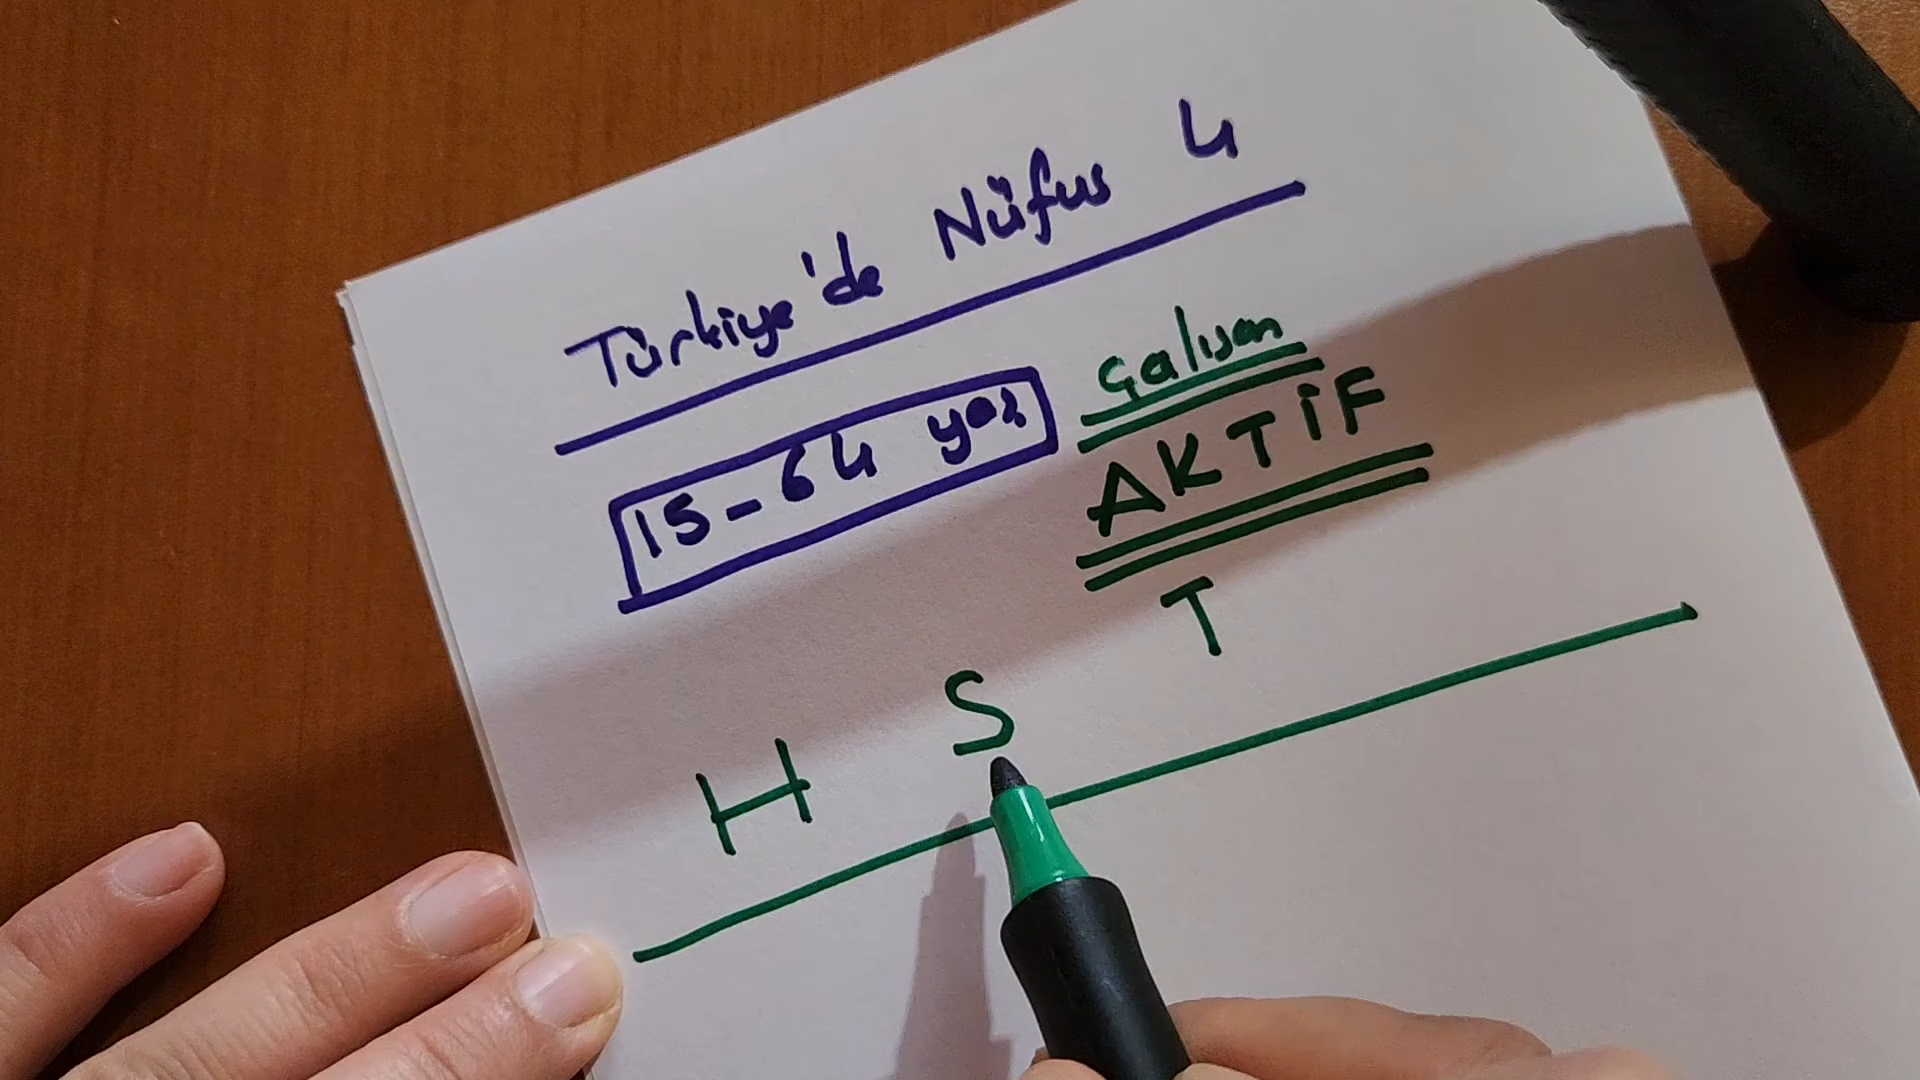 Türkiye'de Nüfus 4
15-64 yaş
Çalışan
AKTİF
H S T